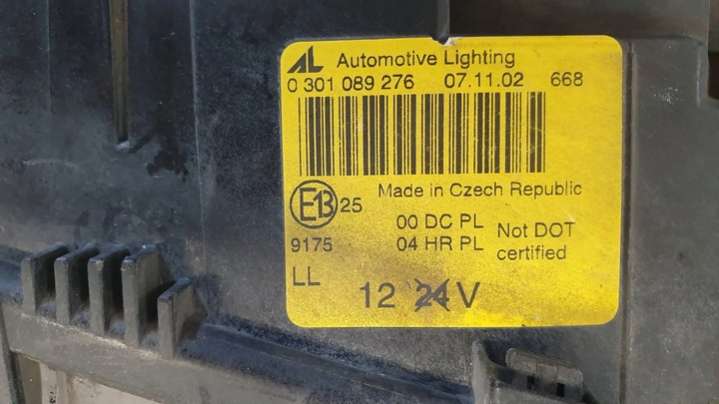 AL Automotive Lighting
0 301 089 276 07.11.02 668
Made in Czech Republic
E13 25
00 DC PL Not DOT
9175 04 HR PL certified
LL
12 24 V